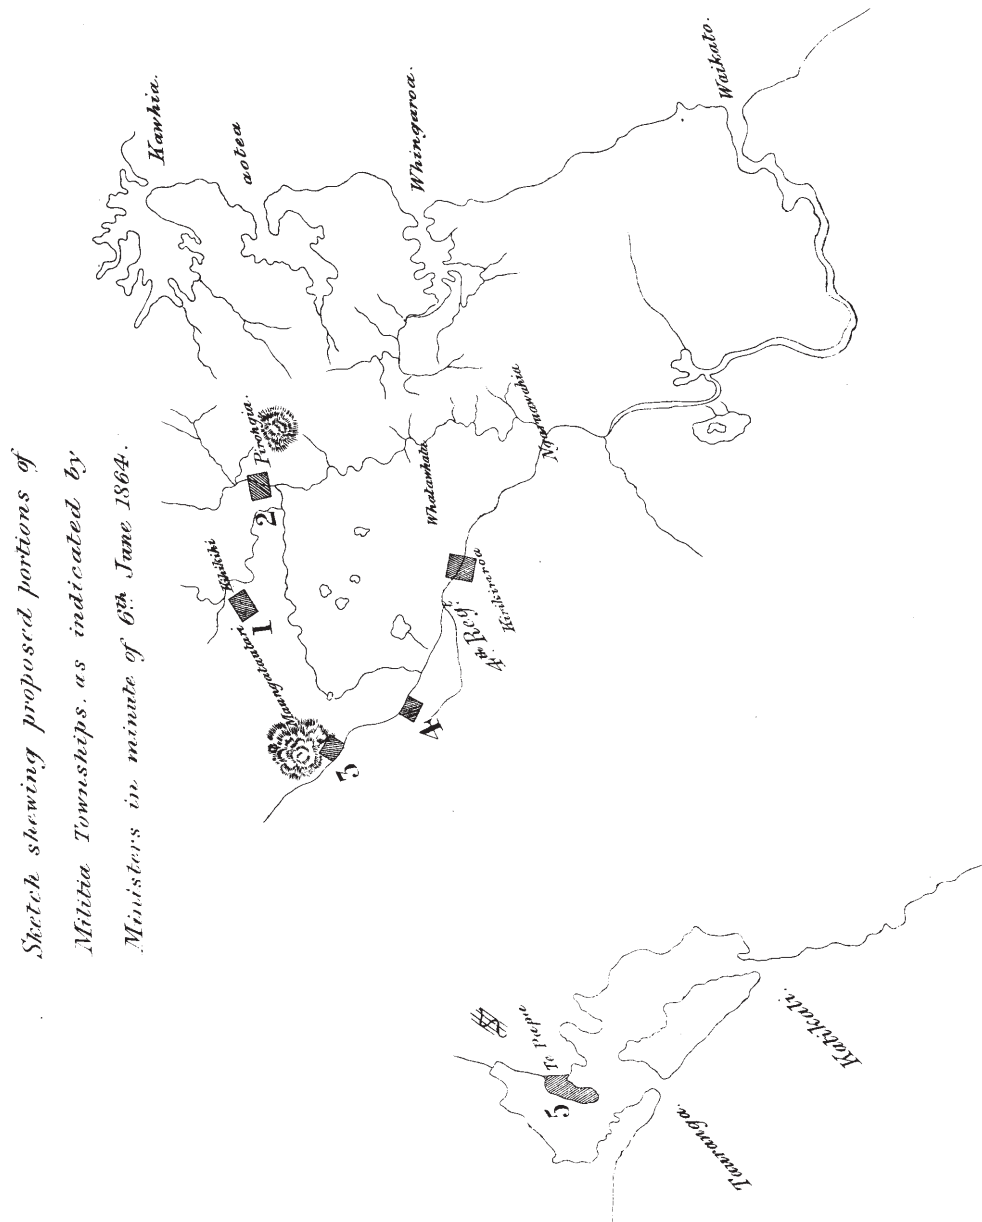 Sketch shewing proposed portions of
Militia Townships, as indicated by
Ministers in minute of 6th June 1864.
Kawhia.
aotea
Whingaroa.
Waikato.
Pirongia.
2
Whatawhata
Ngaruawahia
Khikihi
1
Maungatautari
3
4
4th Reg.
Kirikiriroa
Te Papa
5
Tauranga.
Katikati.